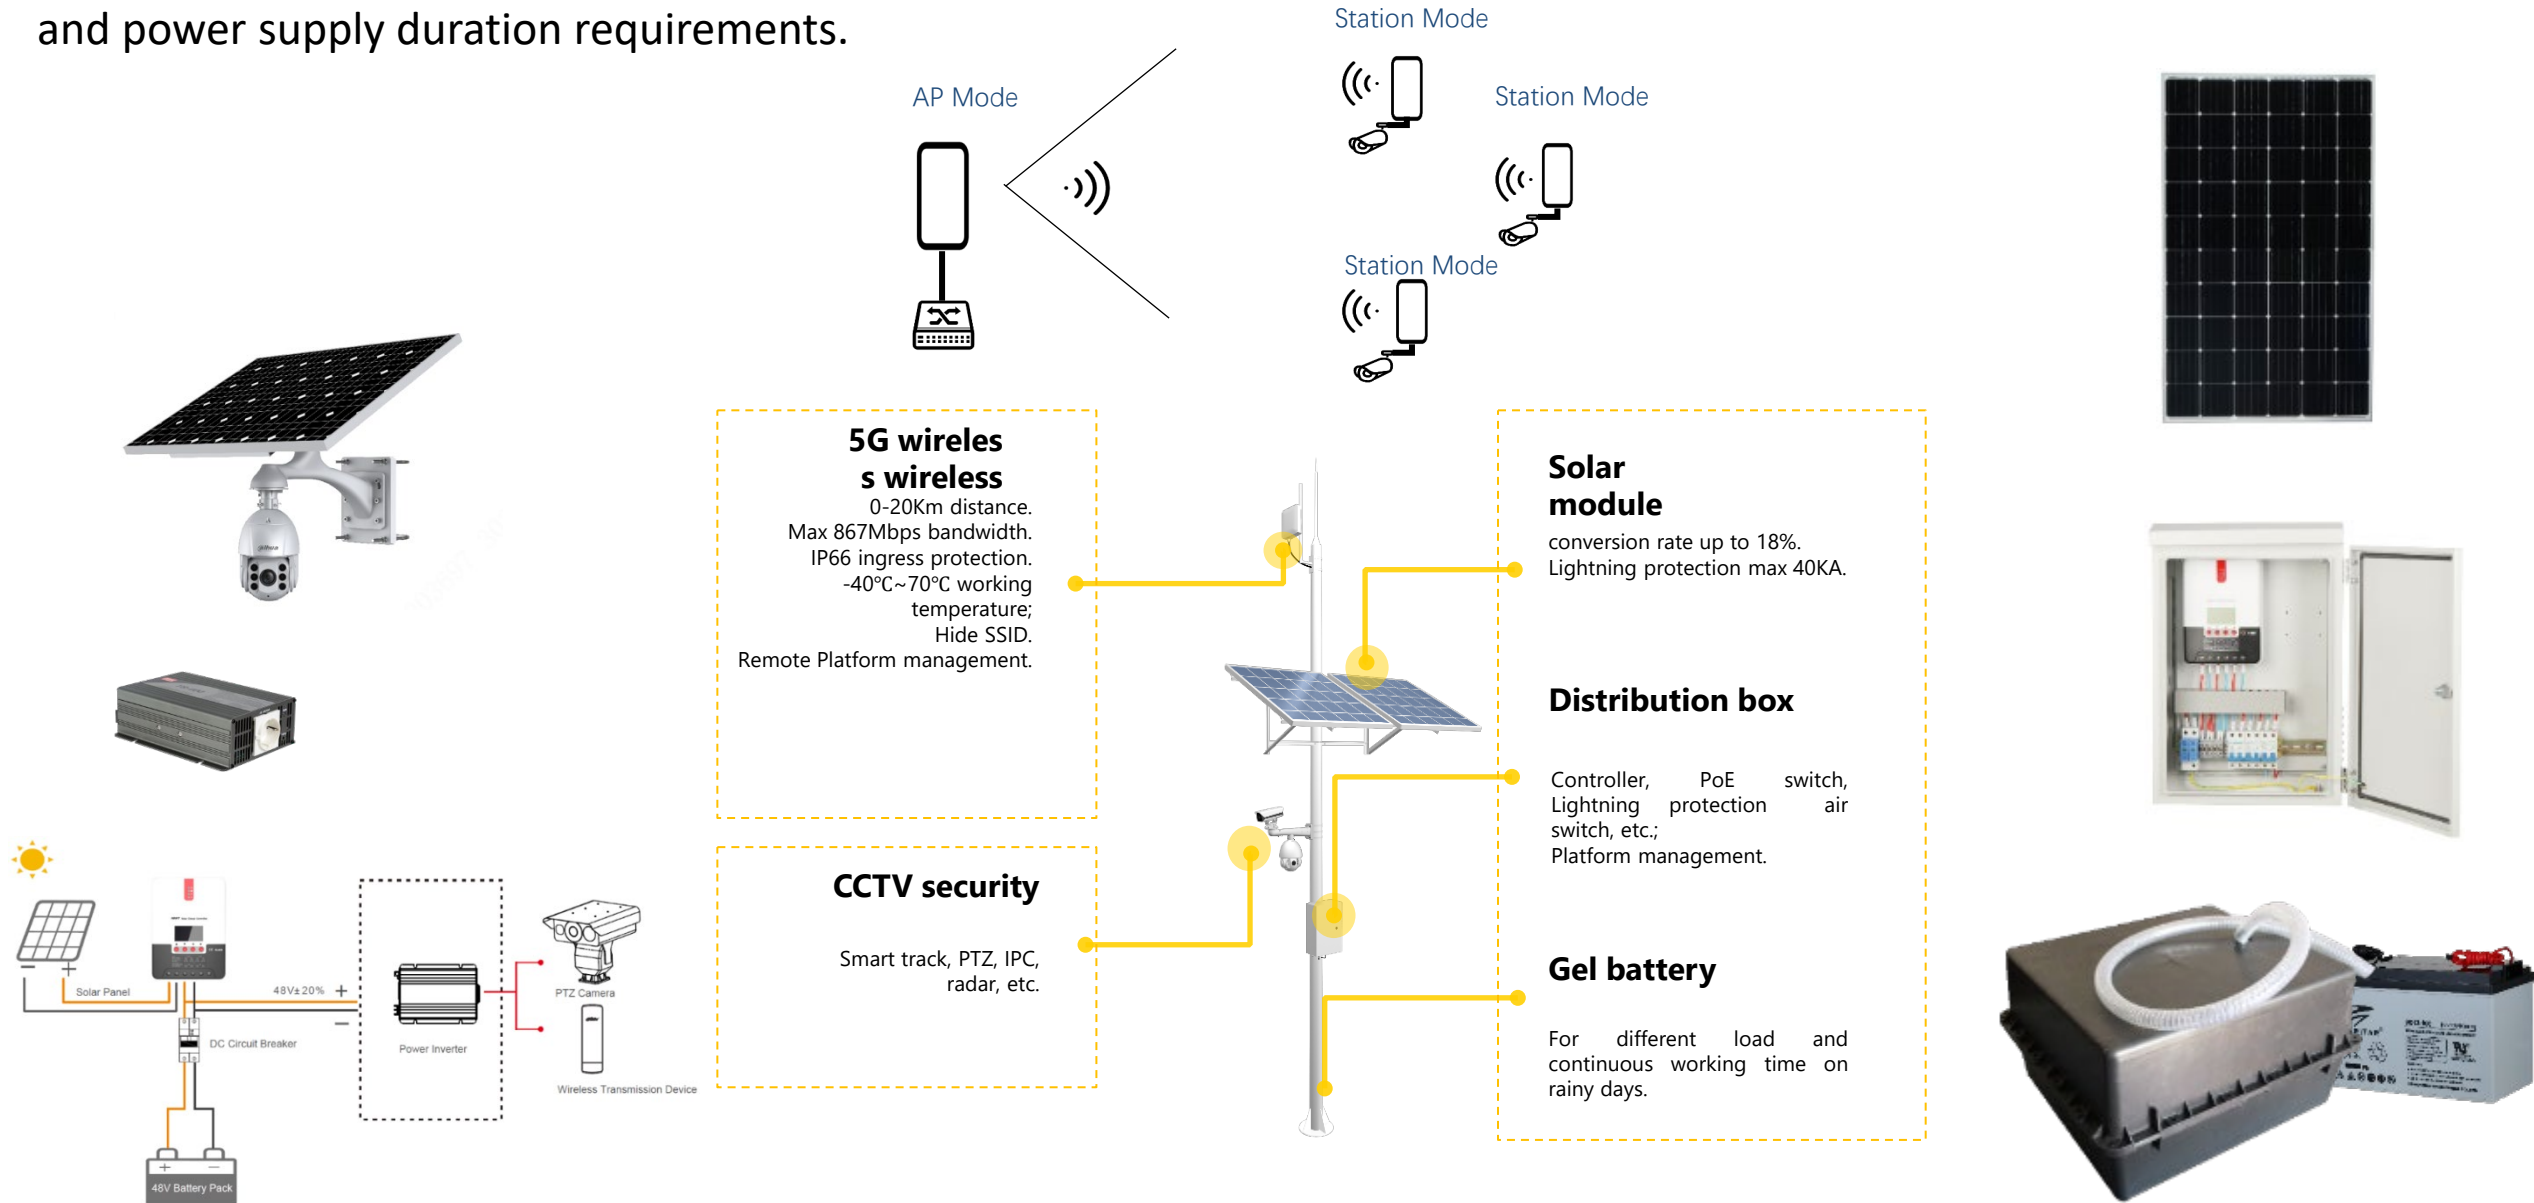 and power supply duration requirements.
Station Mode
AP Mode
Station Mode
Station Mode
5G wireles
s wireless
0-20Km distance.
Max 867Mbps bandwidth.
IP66 ingress protection.
-40℃~70℃ working
temperature;
Hide SSID.
Remote Platform management.
CCTV security
Smart track, PTZ, IPC,
radar, etc.
Solar
module
conversion rate up to 18%.
Lightning protection max 40KA.
Distribution box
Controller, PoE switch,
Lightning protection air
switch, etc.;
Platform management.
Gel battery
For different load and
continuous working time on
rainy days.
Solar Panel
48V±20%
+
−
− +
DC Circuit Breaker
Power Inverter
PTZ Camera
Wireless Transmission Device
+ −
48V Battery Pack